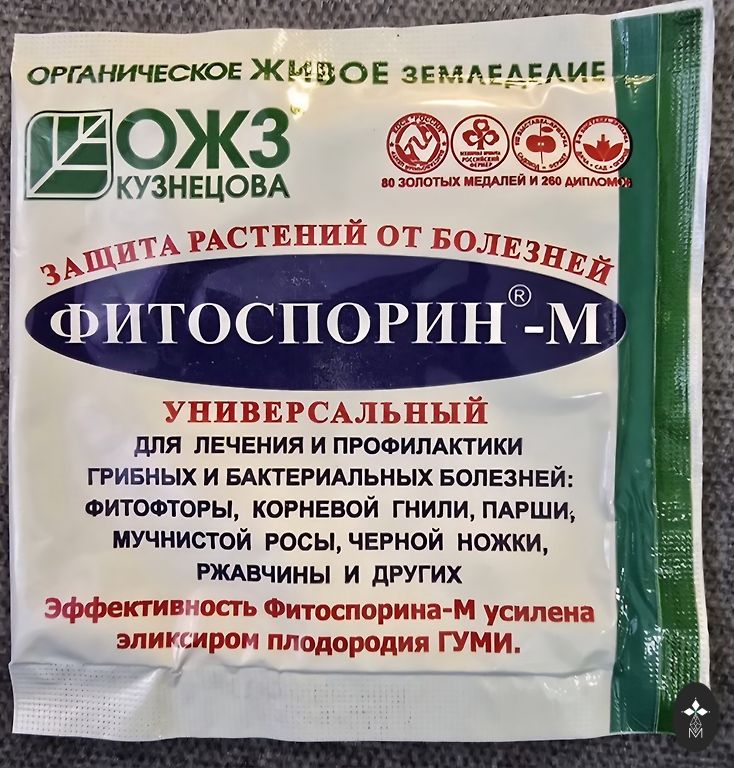 ОРГАНИЧЕСКОЕ ЖИВОЕ ЗЕМЛЕДЕЛИЕ
ОЖЗ
КУЗНЕЦОВА
РОССИЙСКИЙ
ФЕРМЕР
80 ЗОЛОТЫХ МЕДАЛЕЙ И 260 ДИПЛОМОВ
ЗАЩИТА РАСТЕНИЙ ОТ БОЛЕЗНЕЙ
ФИТОСПОРИН®-М
УНИВЕРСАЛЬНЫЙ
ДЛЯ ЛЕЧЕНИЯ И ПРОФИЛАКТИКИ
ГРИБНЫХ И БАКТЕРИАЛЬНЫХ БОЛЕЗНЕЙ:
ФИТОФТОРЫ, КОРНЕВОЙ ГНИЛИ, ПАРШИ,
МУЧНИСТОЙ РОСЫ, ЧЕРНОЙ НОЖКИ,
РЖАВЧИНЫ И ДРУГИХ
Эффективность Фитоспорина-М усилена
эликсиром плодородия ГУМИ.
M